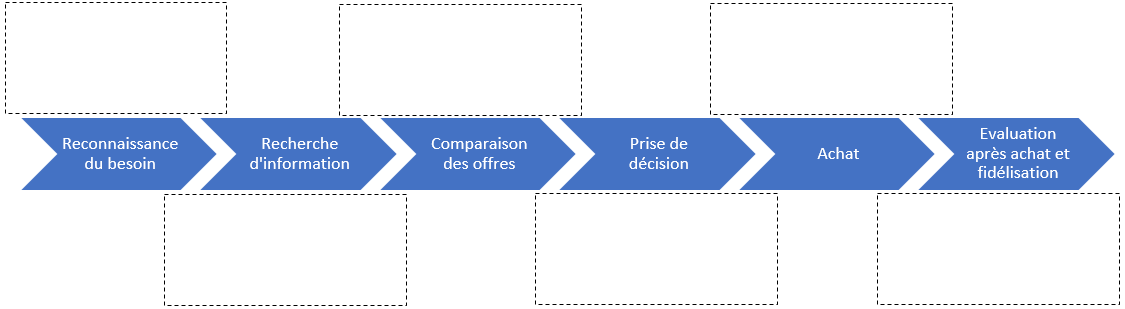 Reconnaissance
du besoin
Recherche
d'information
Comparaison
des offres
Prise de
décision
Achat
Evaluation
après achat et
fidélisation